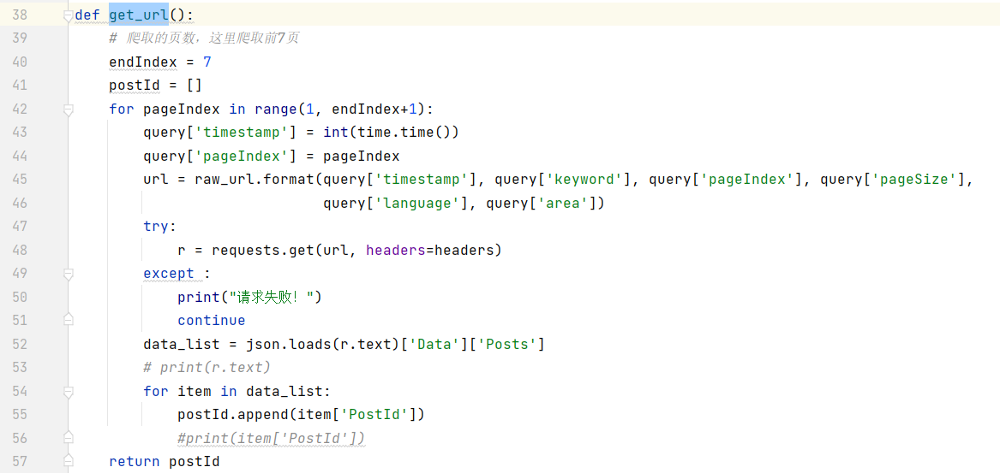 38 def get_url():
39     # 爬取的页数，这里爬取前7页
40     endIndex = 7
41     postId = []
42     for pageIndex in range(1, endIndex+1):
43         query['timestamp'] = int(time.time())
44         query['pageIndex'] = pageIndex
45         url = raw_url.format(query['timestamp'], query['keyword'], query['pageIndex'], query['pageSize'],
46                              query['language'], query['area'])
47         try:
48             r = requests.get(url, headers=headers)
49         except :
50             print("请求失败！")
51             continue
52         data_list = json.loads(r.text)['Data']['Posts']
53         # print(r.text)
54         for item in data_list:
55             postId.append(item['PostId'])
56             #print(item['PostId'])
57     return postId